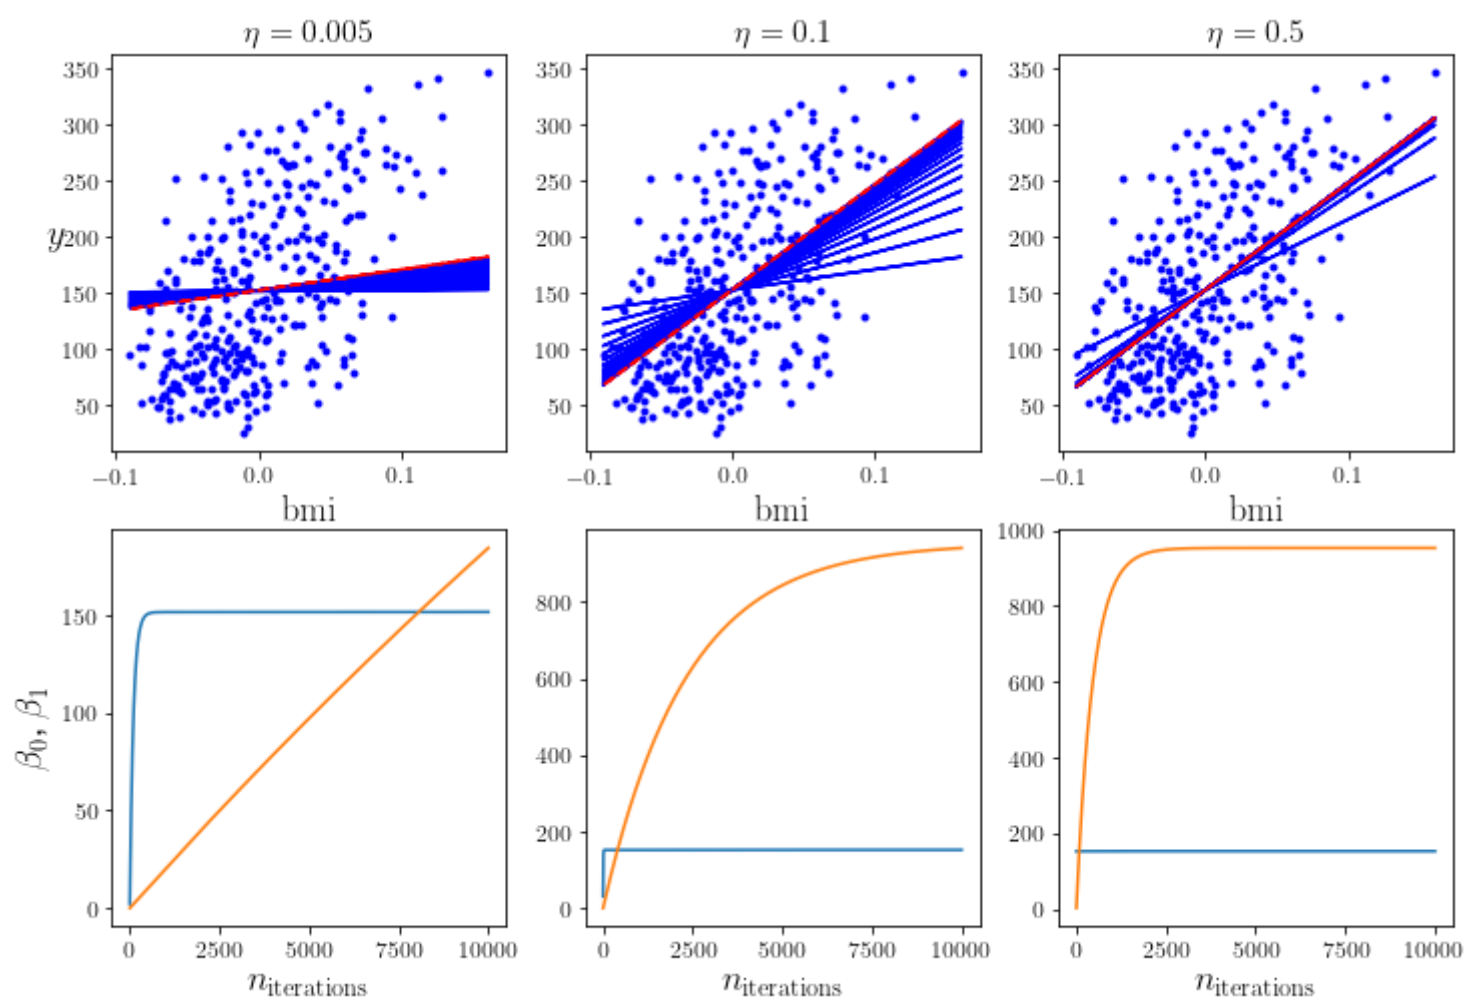 η = 0.005 η = 0.1 η = 0.5
350 350 350
300 300 300
250 250 250
y 200 200 200
150 150 150
100 100 100
50 50 50
−0.1 0.0 0.1 −0.1 0.0 0.1 −0.1 0.0 0.1
bmi bmi bmi
β₀, β₁
150 100 50 0
800 600 400 200 0
1000 800 600 400 200 0
0 2500 5000 7500 10000 0 2500 5000 7500 10000 0 2500 5000 7500 10000
n_iterations n_iterations n_iterations